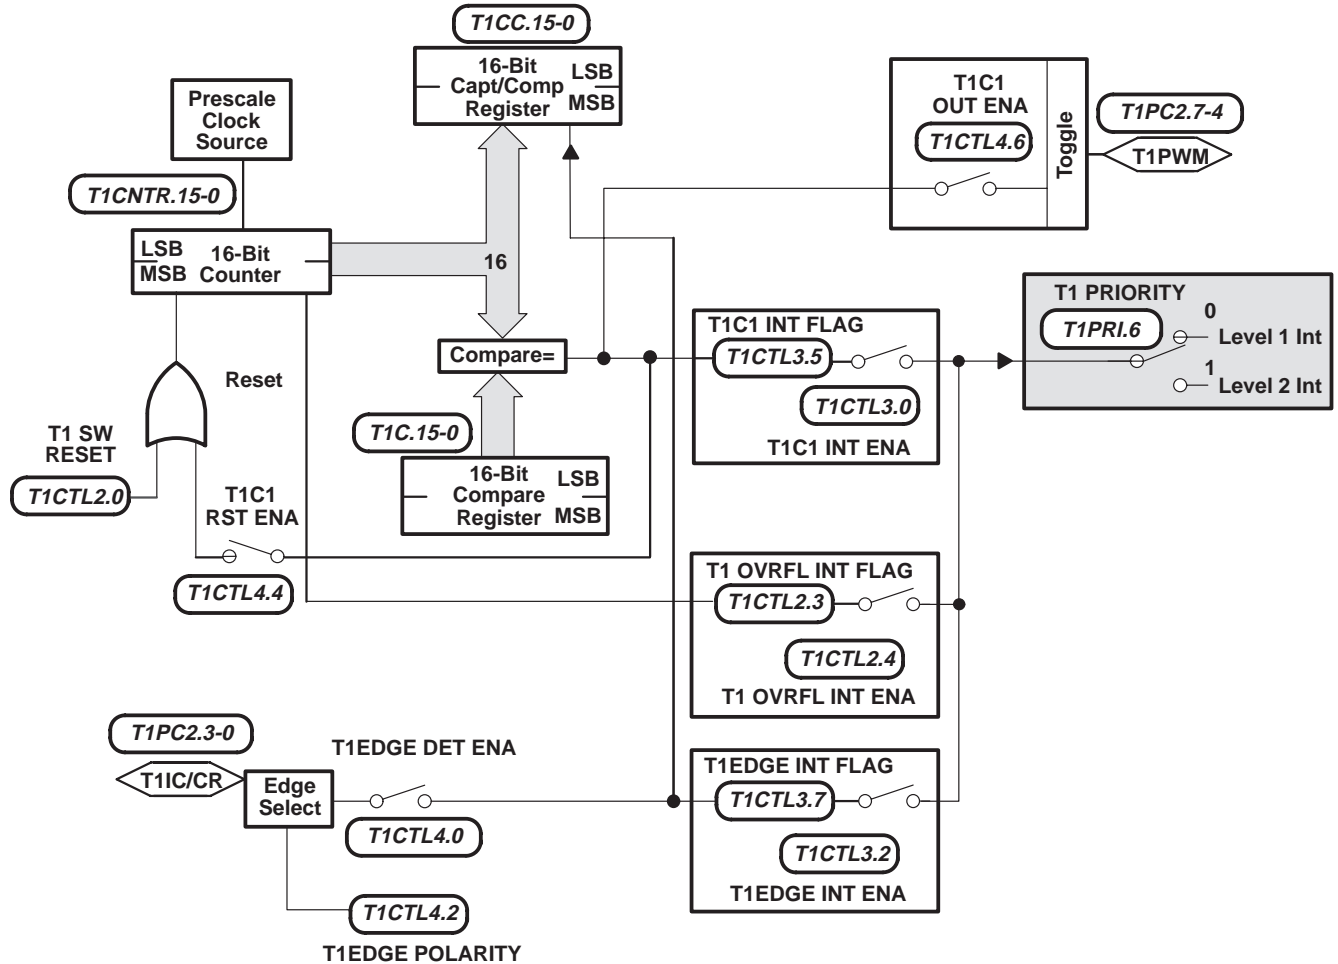 T1CC.15-0
16-Bit
Capt/Comp
Register
LSB
MSB
Prescale
Clock
Source
T1CNTR.15-0
LSB
MSB
16-Bit
Counter
16
Compare=
T1C.15-0
16-Bit
Compare
Register
LSB
MSB
Reset
T1 SW
RESET
T1CTL2.0
T1C1
RST ENA
T1CTL4.4
T1C1
OUT ENA
T1CTL4.6
Toggle
T1PC2.7-4
T1PWM
T1C1 INT FLAG
T1CTL3.5
T1CTL3.0
T1C1 INT ENA
T1 PRIORITY
T1PRI.6
0
Level 1 Int
1
Level 2 Int
T1 OVRFL INT FLAG
T1CTL2.3
T1CTL2.4
T1 OVRFL INT ENA
T1PC2.3-0
T1IC/CR
Edge
Select
T1EDGE DET ENA
T1CTL4.0
T1CTL4.2
T1EDGE POLARITY
T1EDGE INT FLAG
T1CTL3.7
T1CTL3.2
T1EDGE INT ENA